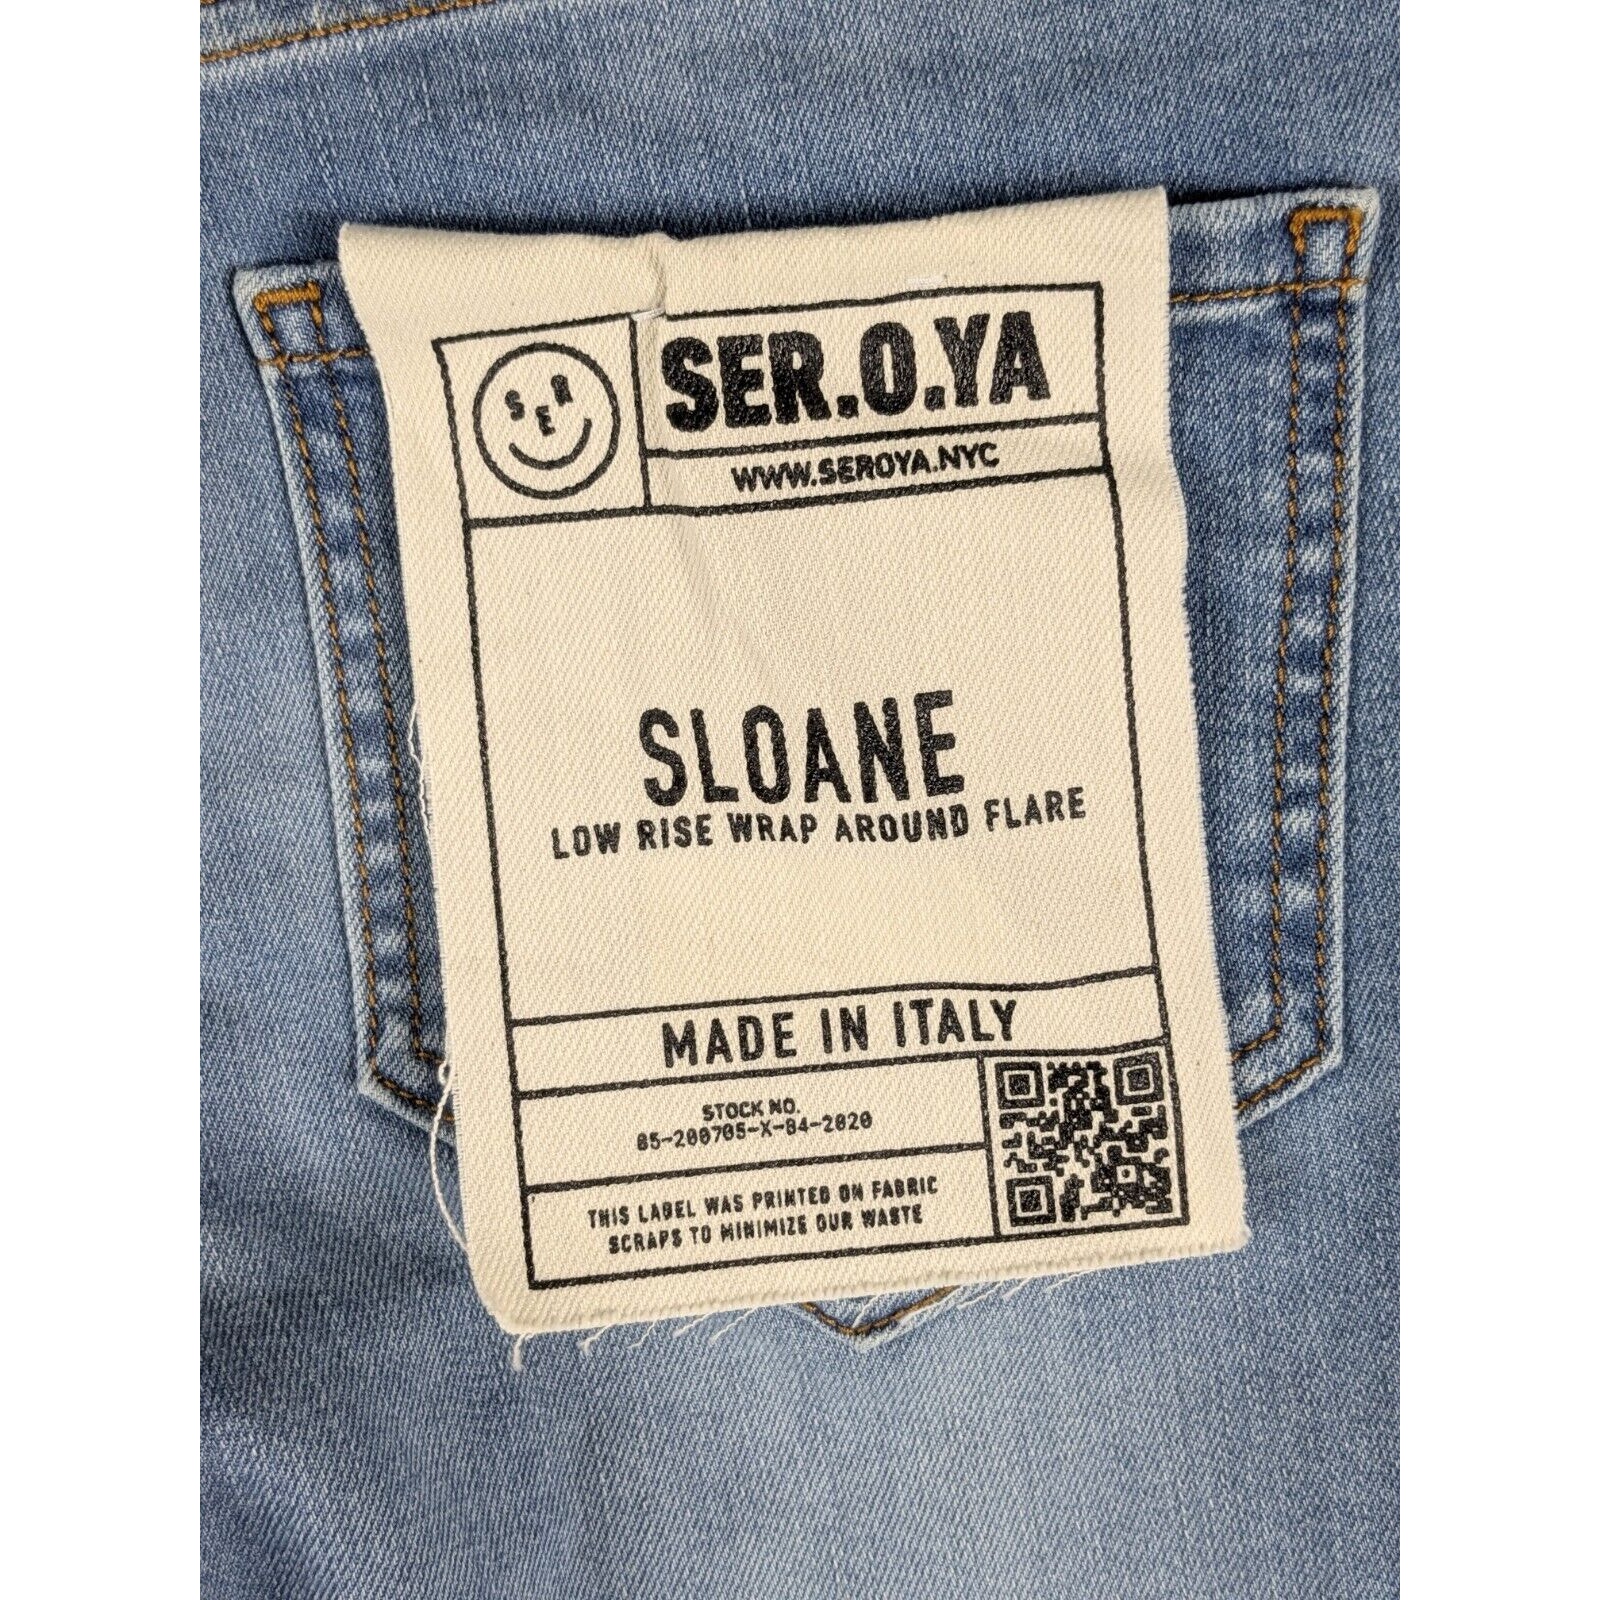 SER
SER.O.YA
WWW.SEROYA.NYC
SLOANE
LOW RISE WRAP AROUND FLARE
MADE IN ITALY
STOCK NO.
05-200705-X-04-2020
THIS LABEL WAS PRINTED ON FABRIC
SCRAPS TO MINIMIZE OUR WASTE